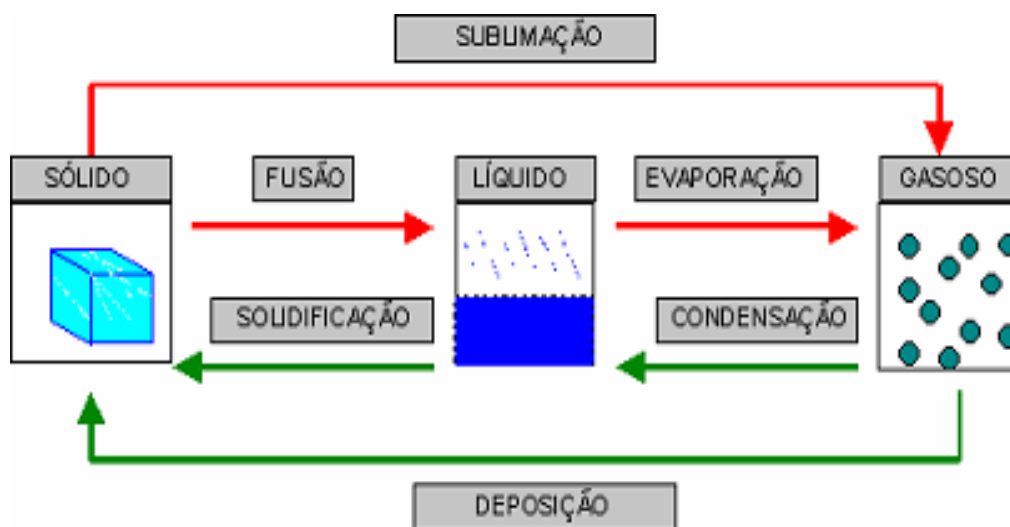 SUBLIMAÇÃO
SÓLIDO
FUSÃO
LÍQUIDO
EVAPORAÇÃO
GASOSO
SOLIDIFICAÇÃO
CONDENSAÇÃO
DEPOSIÇÃO